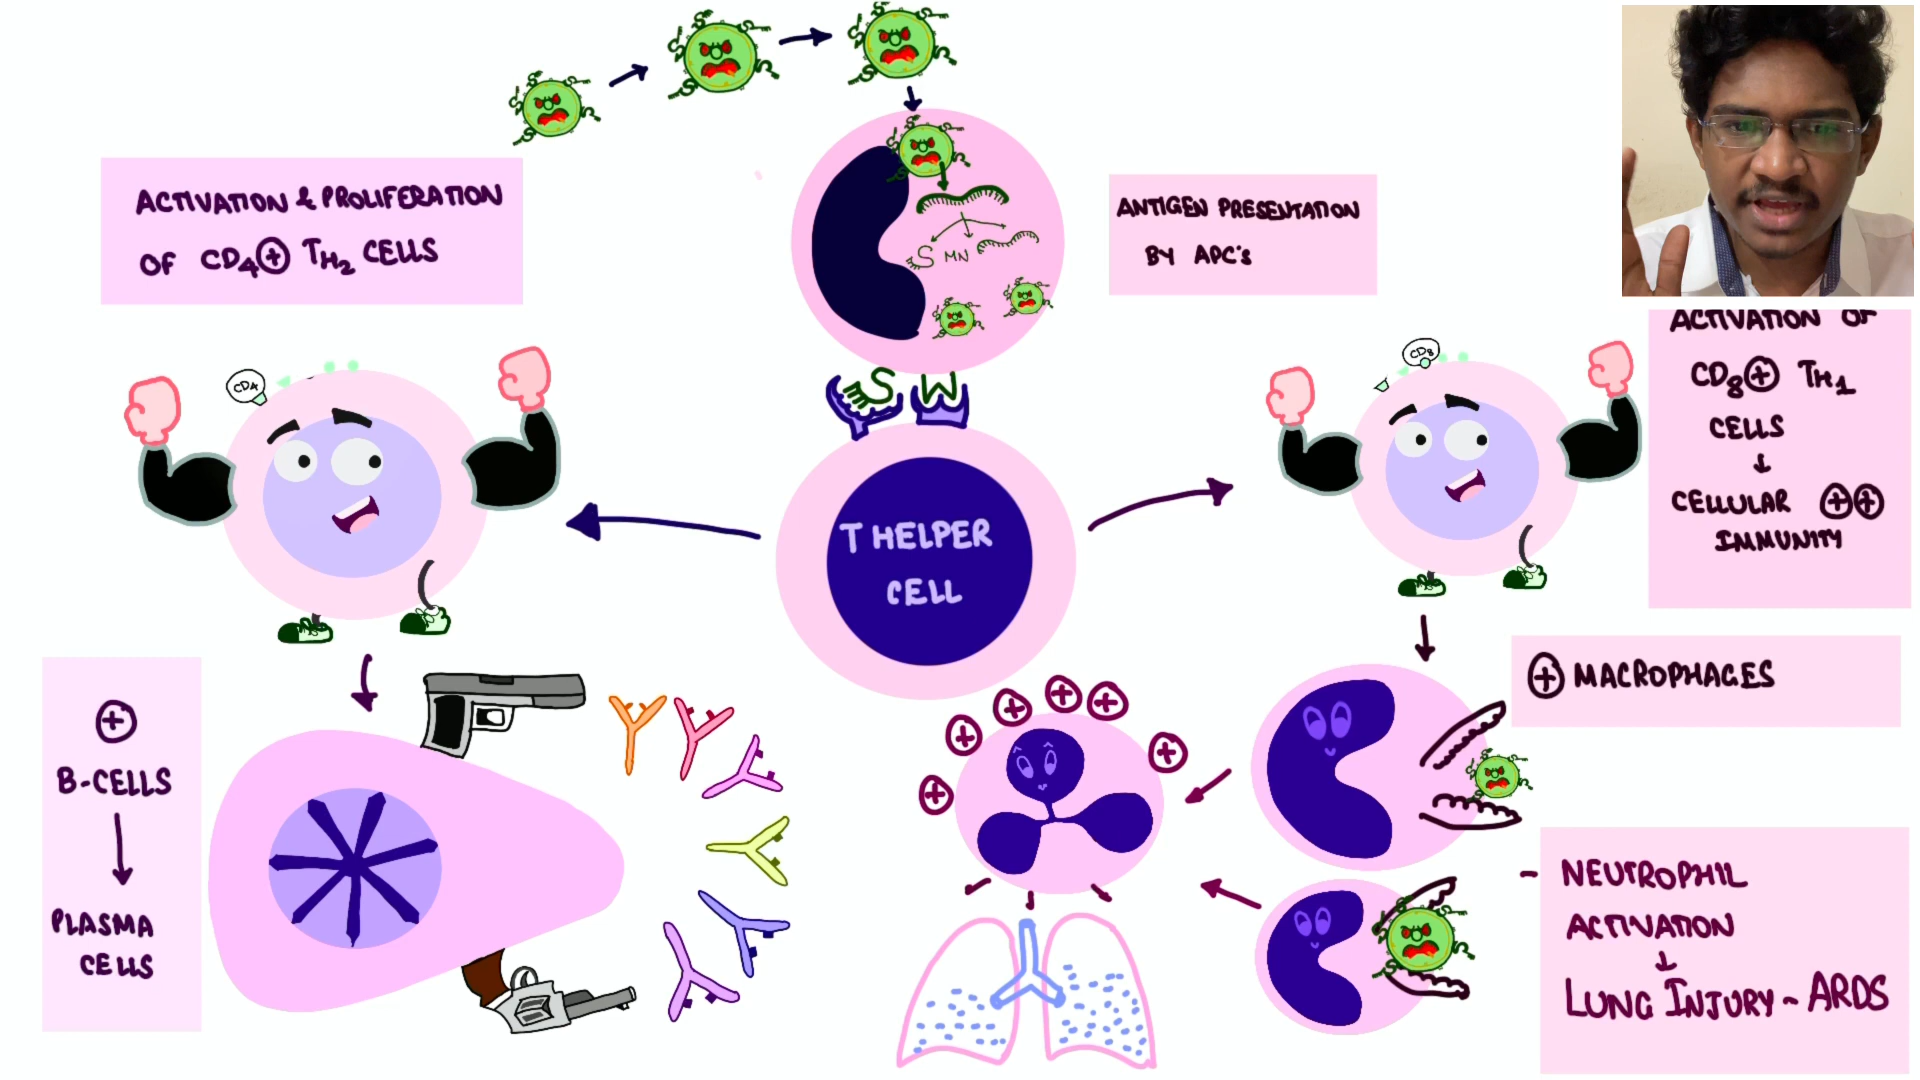 ACTIVATION & PROLIFERATION
OF CD4⊕ TH2 CELLS
S MN
ANTIGEN PRESENTATION
BY APC's
CD4
S M
T HELPER
CELL
CD8
ACTIVATION OF
CD8⊕ TH1
CELLS
↓
CELLULAR ⊕⊕
IMMUNITY
⊕
B-CELLS
↓
PLASMA
CELLS
⊕ MACROPHAGES
- NEUTROPHIL
ACTIVATION
↓
LUNG INJURY ~ ARDS